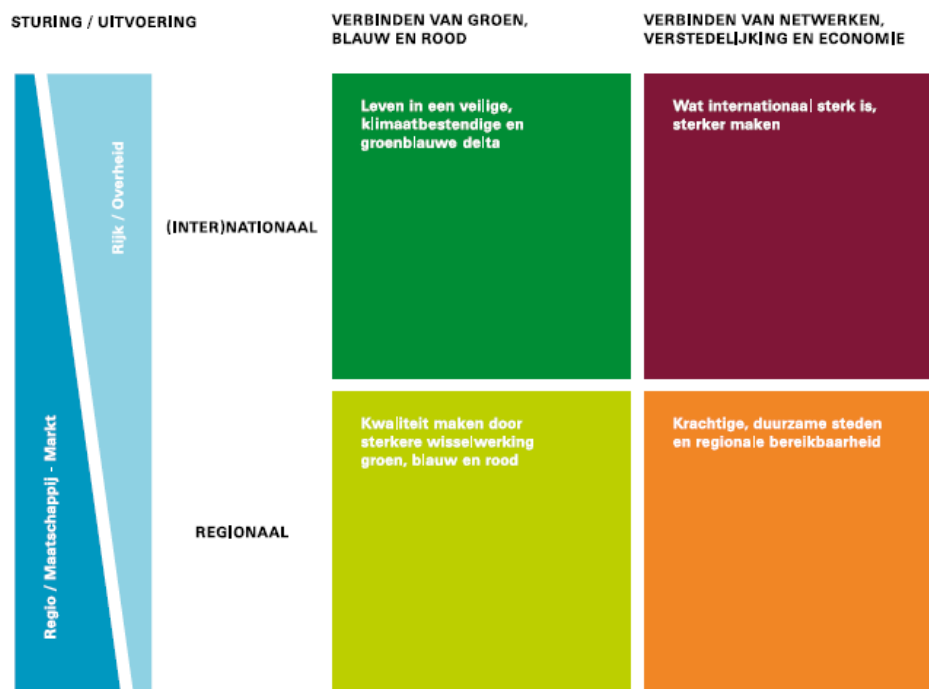 STURING / UITVOERING
VERBINDEN VAN GROEN,
BLAUW EN ROOD
VERBINDEN VAN NETWERKEN,
VERSTEDELIJKING EN ECONOMIE
Rijk / Overheid
Regio / Maatschappij - Markt
(INTER)NATIONAAL
Leven in een veilige,
klimaatbestendige en
groenblauwe delta
Wat internationaal sterk is,
sterker maken
REGIONAAL
Kwaliteit maken door
sterkere wisselwerking
groen, blauw en rood
Krachtige, duurzame steden
en regionale bereikbaarheid